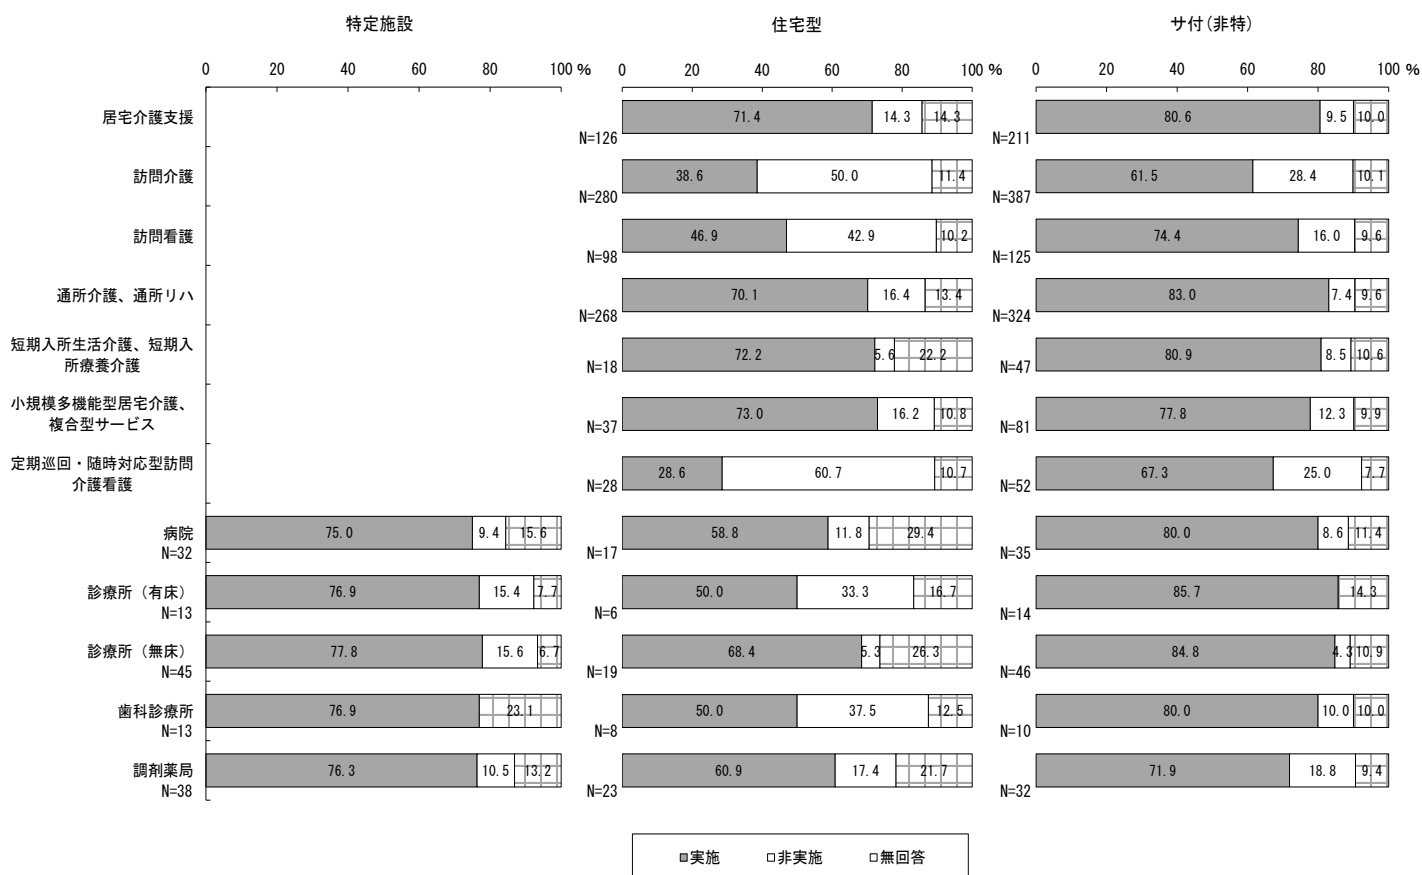 特定施設
住宅型
サ付(非特)
0 20 40 60 80 100 %
0 20 40 60 80 100 %
0 20 40 60 80 100 %
居宅介護支援
71.4 14.3 14.3
N=126
80.6 9.5 10.0
N=211
訪問介護
38.6 50.0 11.4
N=280
61.5 28.4 10.1
N=387
訪問看護
46.9 42.9 10.2
N=98
74.4 16.0 9.6
N=125
通所介護、通所リハ
70.1 16.4 13.4
N=268
83.0 7.4 9.6
N=324
短期入所生活介護、短期入
所療養介護
72.2 5.6 22.2
N=18
80.9 8.5 10.6
N=47
小規模多機能型居宅介護、
複合型サービス
73.0 16.2 10.8
N=37
77.8 12.3 9.9
N=81
定期巡回・随時対応型訪問
介護看護
28.6 60.7 10.7
N=28
67.3 25.0 7.7
N=52
病院
N=32
75.0 9.4 15.6
58.8 11.8 29.4
N=17
80.0 8.6 11.4
N=35
診療所（有床）
N=13
76.9 15.4 7.7
50.0 33.3 16.7
N=6
85.7 14.3
N=14
診療所（無床）
N=45
77.8 15.6 6.7
68.4 5.3 26.3
N=19
84.8 4.3 10.9
N=46
歯科診療所
N=13
76.9 23.1
50.0 37.5 12.5
N=8
80.0 10.0 10.0
N=10
調剤薬局
N=38
76.3 10.5 13.2
60.9 17.4 21.7
N=23
71.9 18.8 9.4
N=32
実施 非実施 無回答